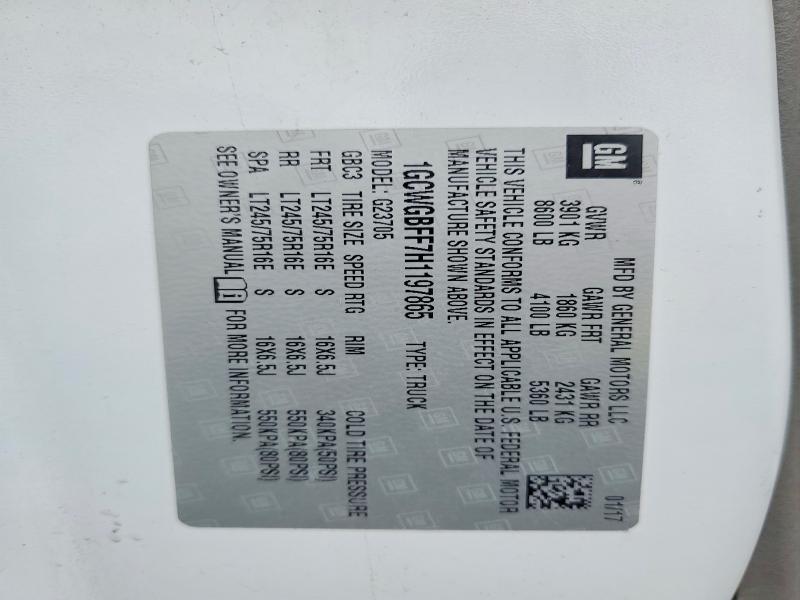 GM
MFD BY GENERAL MOTORS LLC 01/17
GVWR GAWR FRT GAWR RR
3901 KG 1860 KG 2431 KG
8600 LB 4100 LB 5360 LB
THIS VEHICLE CONFORMS TO ALL APPLICABLE U.S. FEDERAL MOTOR
VEHICLE SAFETY STANDARDS IN EFFECT ON THE DATE OF
MANUFACTURE SHOWN ABOVE.
1GCWGBFF7H1197865 TYPE: TRUCK
MODEL: G23705
GBC3 TIRE SIZE SPEED RTG RIM COLD TIRE PRESSURE
FRT LT245/75R16E S 16X6.5J 340KPA(50PSI)
RR LT245/75R16E S 16X6.5J 550KPA(80PSI)
SPA LT245/75R16E S 16X6.5J 550KPA(80PSI)
SEE OWNER'S MANUAL FOR MORE INFORMATION.